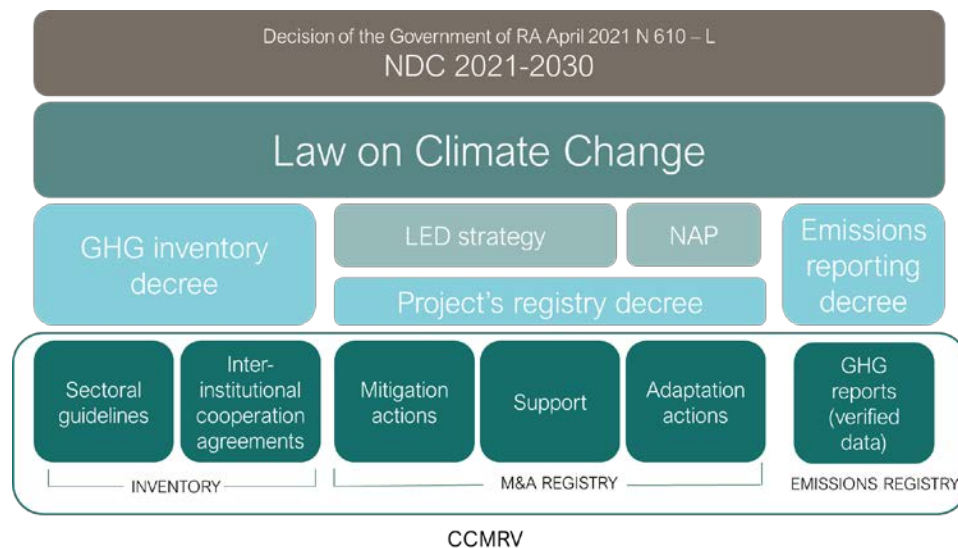 Decision of the Government of RA April 2021 N 610 – L
NDC 2021-2030
Law on Climate Change
GHG inventory
decree
LED strategy
NAP
Project's registry decree
Emissions
reporting
decree
Sectoral
guidelines
Inter-
institutional
cooperation
agreements
Mitigation
actions
Support
Adaptation
actions
GHG
reports
(verified
data)
INVENTORY
M&A REGISTRY
EMISSIONS REGISTRY
CCMRV